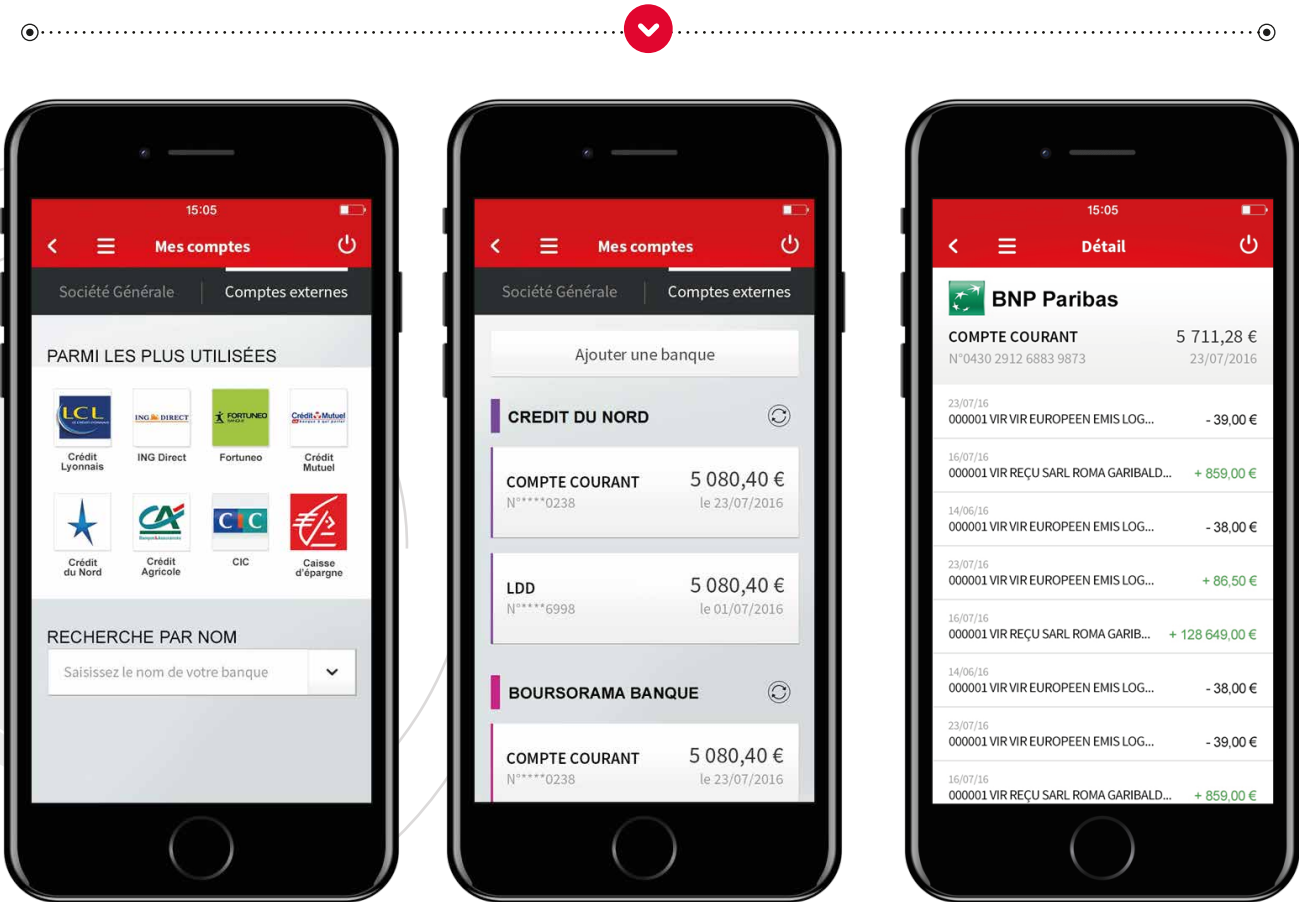 15:05
Mes comptes
Société Générale
Comptes externes
PARMI LES PLUS UTILISÉES
LCL
ING DIRECT
FORTUNEO
BANQUE
Crédit Mutuel
Crédit Lyonnais
ING Direct
Fortuneo
Crédit Mutuel
CA
CIC
Crédit du Nord
Crédit Agricole
CIC
Caisse d'épargne
RECHERCHE PAR NOM
Saisissez le nom de votre banque
Mes comptes
Société Générale
Comptes externes
Ajouter une banque
CREDIT DU NORD
COMPTE COURANT 5 080,40 €
N°****0238 le 23/07/2016
LDD 5 080,40 €
N°****6998 le 01/07/2016
BOURSORAMA BANQUE
COMPTE COURANT 5 080,40 €
N°****0238 le 23/07/2016
15:05
Détail
BNP Paribas
COMPTE COURANT 5 711,28 €
N°0430 2912 6883 9873 23/07/2016
23/07/16
000001 VIR VIR EUROPEEN EMIS LOG... - 39,00 €
16/07/16
000001 VIR REÇU SARL ROMA GARIBALD... + 859,00 €
14/06/16
000001 VIR VIR EUROPEEN EMIS LOG... - 38,00 €
23/07/16
000001 VIR VIR EUROPEEN EMIS LOG... + 86,50 €
16/07/16
000001 VIR REÇU SARL ROMA GARIB... + 128 649,00 €
14/06/16
000001 VIR VIR EUROPEEN EMIS LOG... - 38,00 €
23/07/16
000001 VIR VIR EUROPEEN EMIS LOG... - 39,00 €
16/07/16
000001 VIR REÇU SARL ROMA GARIBALD... + 859,00 €